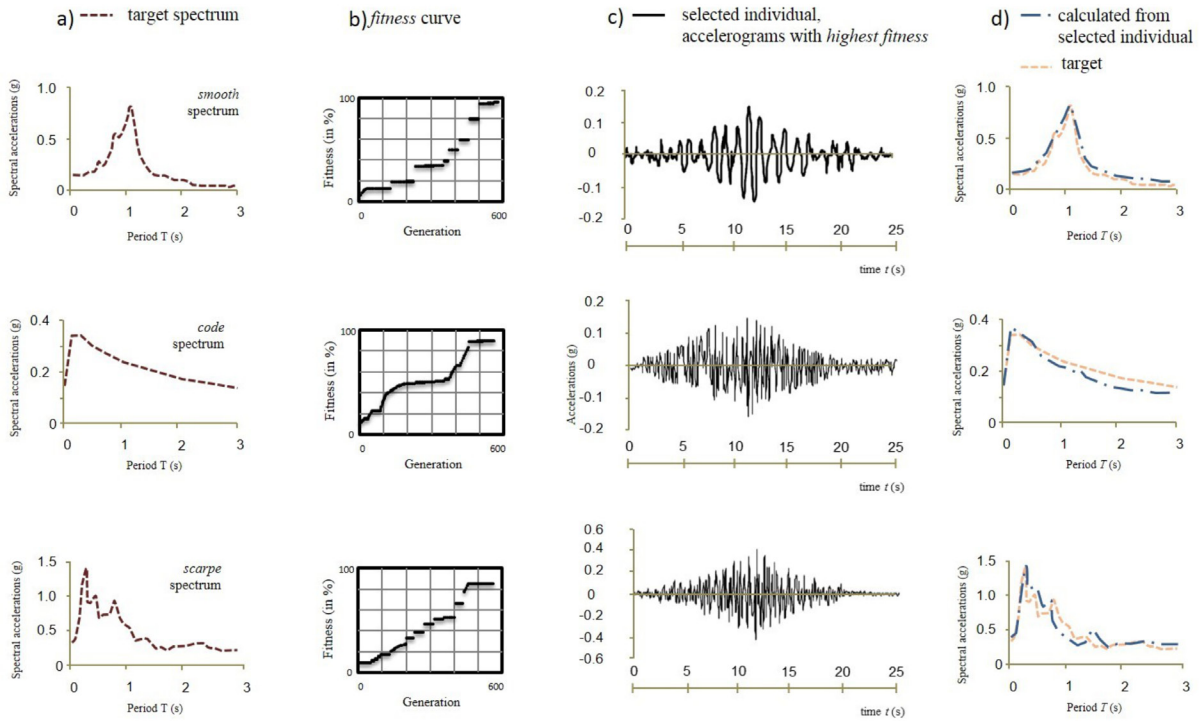 a) target spectrum
b) fitness curve
c) selected individual,
accelerograms with highest fitness
d) calculated from
selected individual
target
Spectral accelerations (g)
1.0
0.5
0
smooth
spectrum
0 1 2 3
Period T (s)
Fitness (in %)
100
0
600
Generation
0.2
0.1
0
-0.1
-0.2
0 5 10 15 20 25
time t (s)
Spectral accelerations (g)
1.0
0.5
0
0 1 2 3
Period T (s)
Spectral accelerations (g)
0.4
0.2
0
code
spectrum
0 1 2 3
Period T (s)
Fitness (in %)
100
0
600
Generation
Accelerations (g)
0.2
0.1
0
-0.1
-0.2
0 5 10 15 20 25
time t (s)
Spectral accelerations (g)
0.4
0.2
0
0 1 2 3
Period T (s)
Spectral accelerations (g)
1.5
1.0
0.5
0
scarpe
spectrum
0 1 2 3
Period T (s)
Fitness (in %)
100
0
600
Generation
0.6
0.4
0.2
0
-0.2
-0.4
-0.6
0 5 10 15 20 25
time t (s)
Spectral accelerations (g)
1.5
1.0
0.5
0
0 1 2 3
Period T (s)